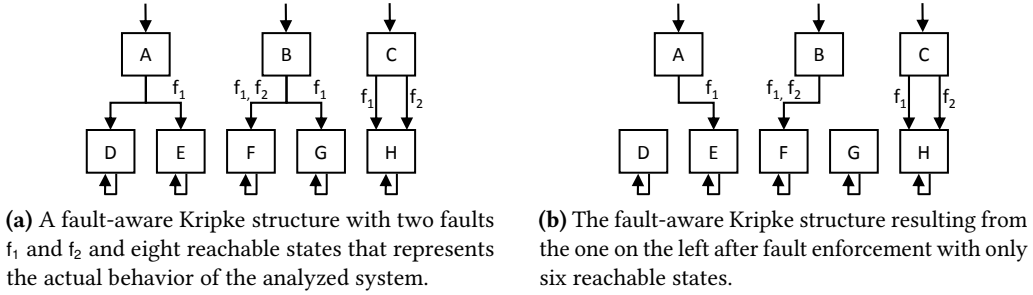 A B C
f₁ f₁, f₂ f₁ f₁ f₂
D E F G H
(a) A fault-aware Kripke structure with two faults
f₁ and f₂ and eight reachable states that represents
the actual behavior of the analyzed system.
A B C
f₁ f₁, f₂ f₁ f₂
D E F G H
(b) The fault-aware Kripke structure resulting from
the one on the left after fault enforcement with only
six reachable states.